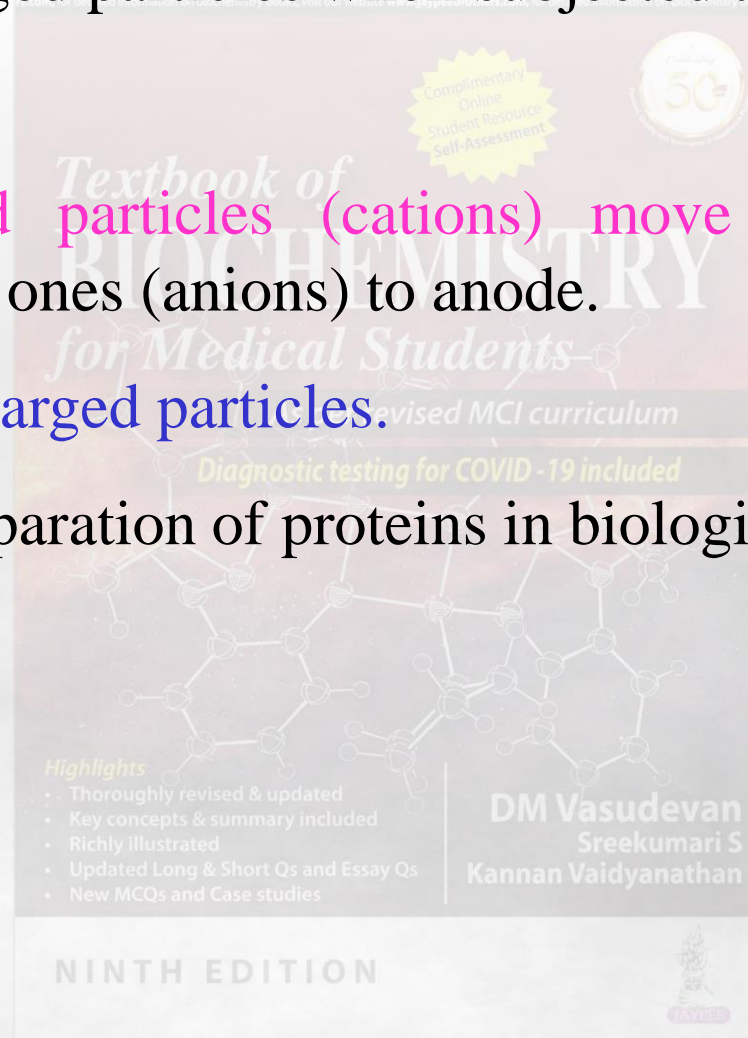 Complimentary
Online
Student Resource
Self-Assessment
50
Textbook of
particles (cations) move
BIOCHEMISTRY
ones (anions) to anode.
for Medical Students
revised MCI curriculum
arged particles.
Diagnostic testing for COVID -19 included
paration of proteins in biologi
Highlights
• Thoroughly revised & updated
• Key concepts & summary included
• Richly illustrated
• Updated Long & Short Qs and Essay Qs
• New MCQs and Case studies
DM Vasudevan
Sreekumari S
Kannan Vaidyanathan
NINTH EDITION
JAYPEE